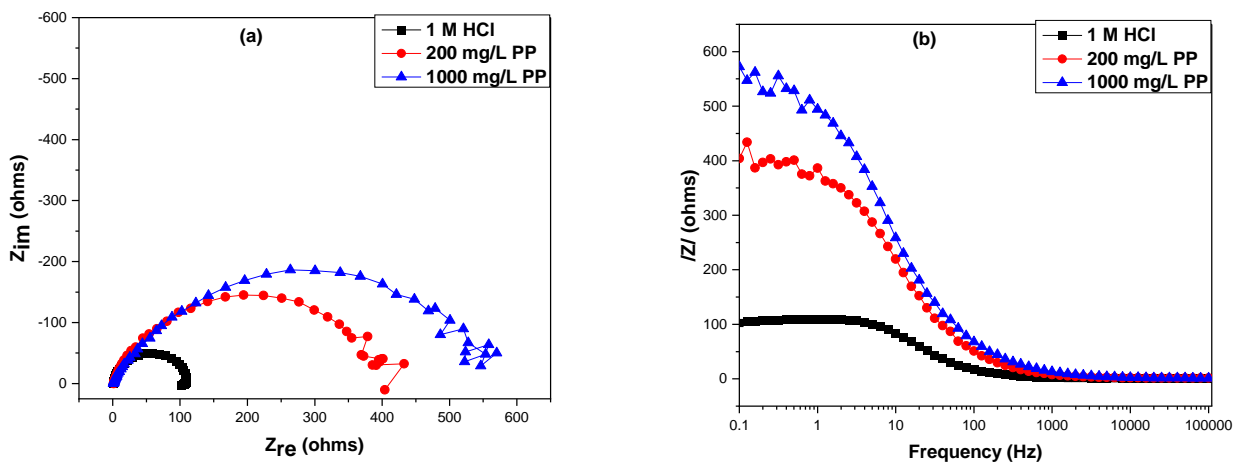 (a)
1 M HCl
200 mg/L PP
1000 mg/L PP
-600
-500
-400
-300
-200
-100
0
Zim (ohms)
0 100 200 300 400 500 600
Zre (ohms)
(b)
1 M HCl
200 mg/L PP
1000 mg/L PP
600
500
400
300
200
100
0
/Z/ (ohms)
0.1 1 10 100 1000 10000 100000
Frequency (Hz)